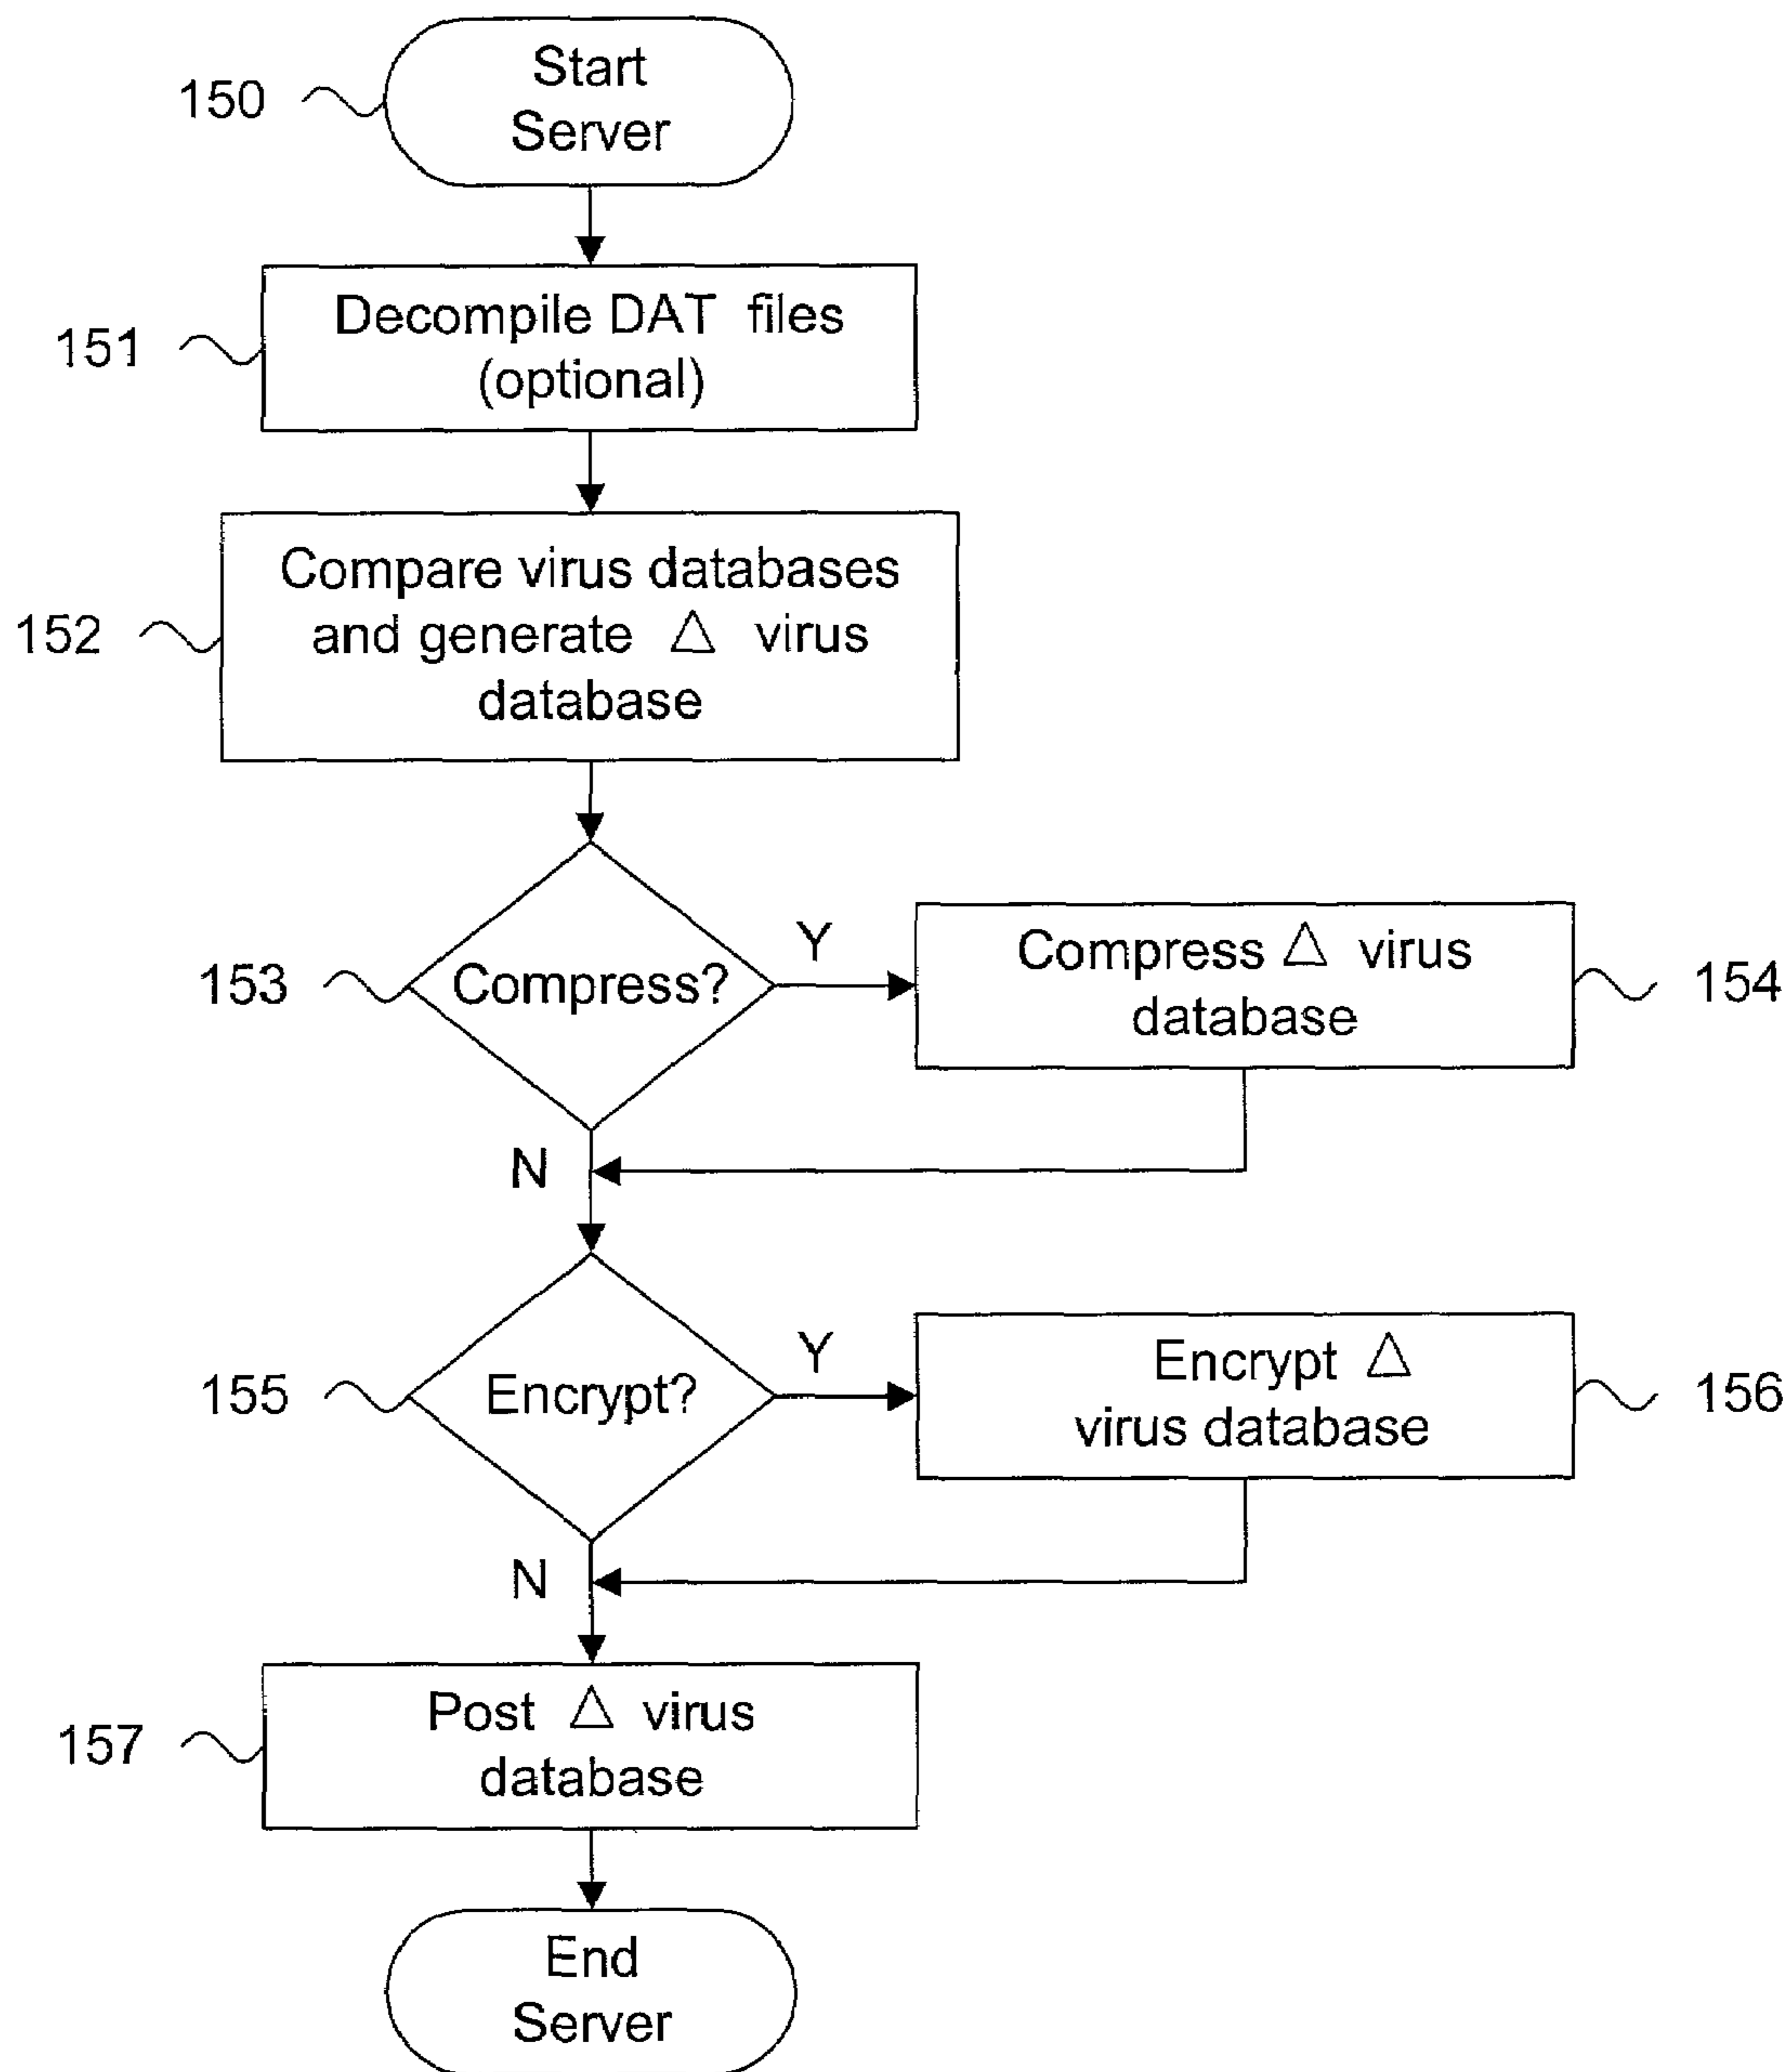 150
Start
Server
151
Decompile DAT files
(optional)
152
Compare virus databases
and generate △ virus
database
153
Compress?
Y
N
Compress △ virus
database
154
155
Encrypt?
Y
N
Encrypt △
virus database
156
157
Post △ virus
database
End
Server